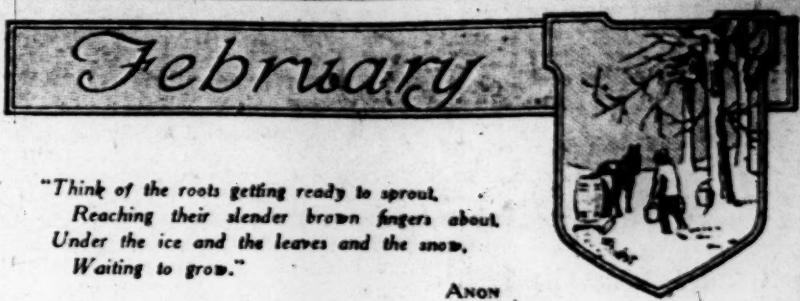 February
"Think of the roots getting ready to sprout,
Reaching their slender brown fingers about,
Under the ice and the leaves and the snow,
Waiting to grow."
ANON